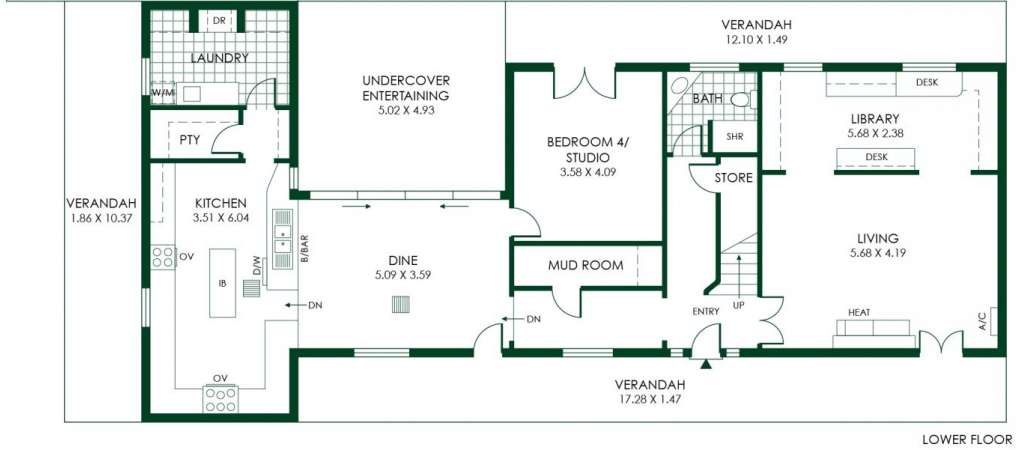 VERANDAH
12.10 X 1.49
DR
LAUNDRY
W/M
UNDERCOVER
ENTERTAINING
5.02 X 4.93
PTY
BEDROOM 4/
STUDIO
3.58 X 4.09
BATH
SHR
STORE
DESK
LIBRARY
5.68 X 2.38
DESK
VERANDAH
1.86 X 10.37
KITCHEN
3.51 X 6.04
OV
D/W
B/BAR
IB
DN
DINE
5.09 X 3.59
MUD ROOM
DN
ENTRY
UP
LIVING
5.68 X 4.19
HEAT
A/C
OV
VERANDAH
17.28 X 1.47
LOWER FLOOR